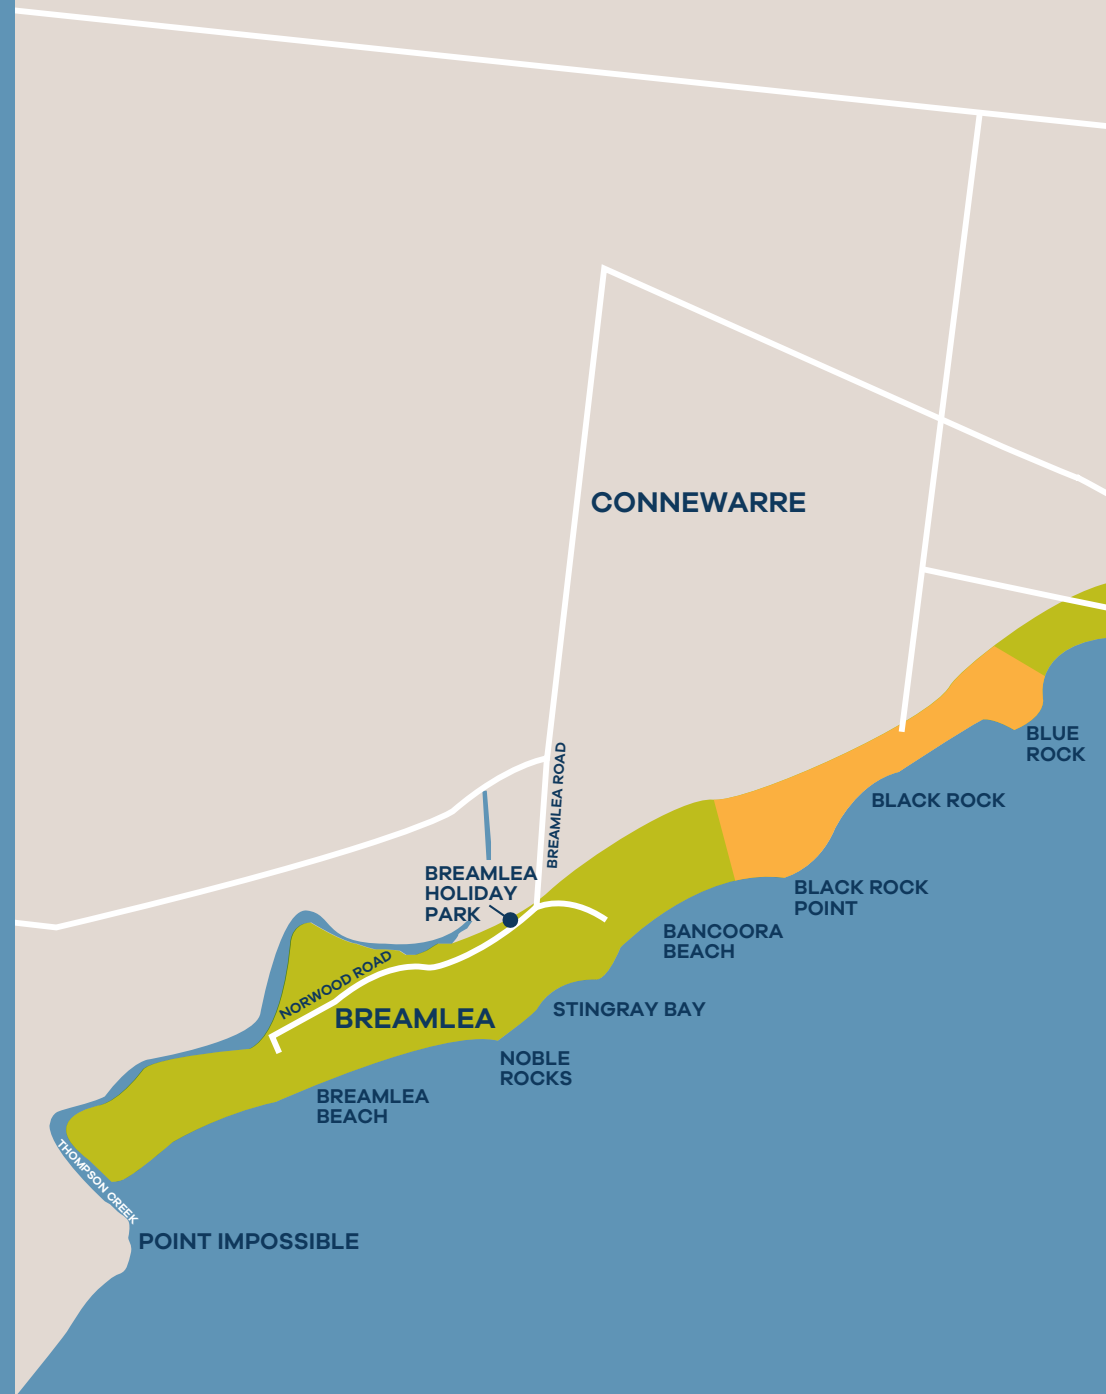 CONNEWARRE
BLUE
ROCK
BREAMLEA ROAD
BLACK ROCK
BREAMLEA
HOLIDAY
PARK
BLACK ROCK
POINT
BANCOORA
BEACH
NORWOOD ROAD
BREAMLEA
STINGRAY BAY
NOBLE
ROCKS
BREAMLEA
BEACH
THOMPSON CREEK
POINT IMPOSSIBLE